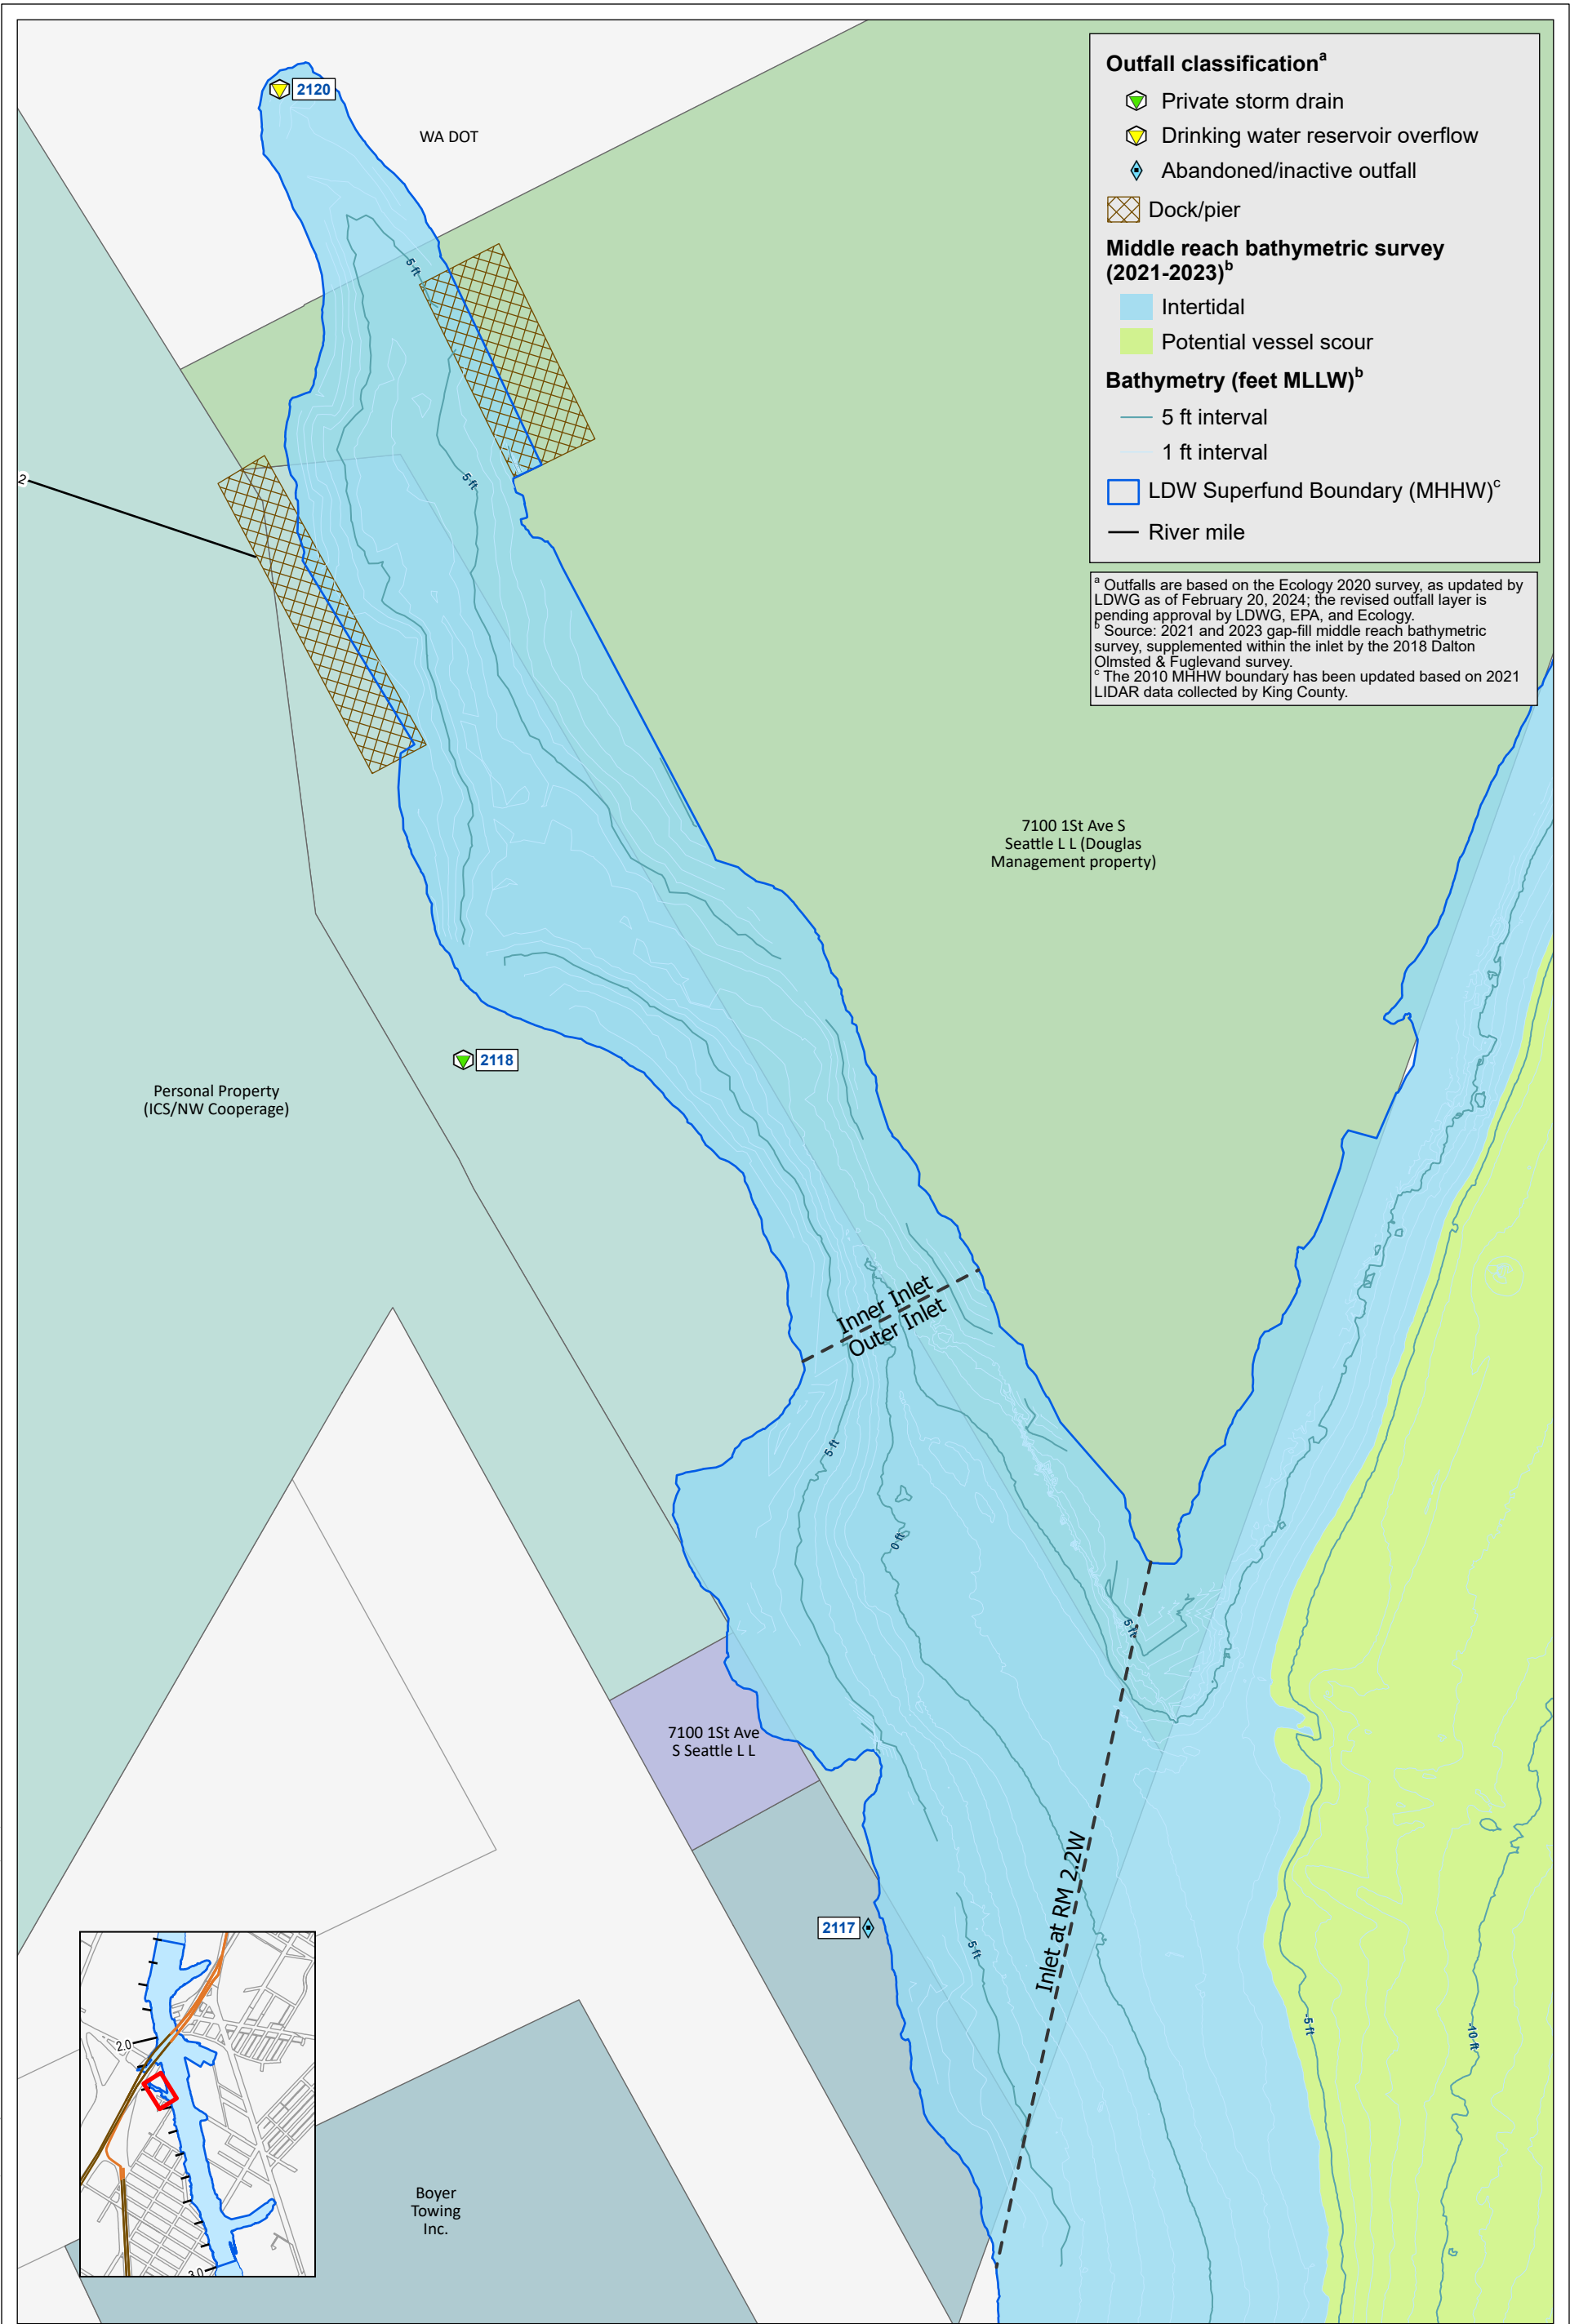 Outfall classificationa
Private storm drain
Drinking water reservoir overflow
Abandoned/inactive outfall
Dock/pier
Middle reach bathymetric survey
(2021-2023)b
Intertidal
Potential vessel scour
Bathymetry (feet MLLW)b
5 ft interval
1 ft interval
LDW Superfund Boundary (MHHW)c
River mile
a Outfalls are based on the Ecology 2020 survey, as updated by
LDWG as of February 20, 2024; the revised outfall layer is
pending approval by LDWG, EPA, and Ecology.
b Source: 2021 and 2023 gap-fill middle reach bathymetric
survey, supplemented within the inlet by the 2018 Dalton
Olmsted & Fuglevand survey.
c The 2010 MHHW boundary has been updated based on 2021
LIDAR data collected by King County.
2120
WA DOT
5 ft
5 ft
2
7100 1St Ave S
Seattle L L (Douglas
Management property)
2118
Personal Property
(ICS/NW Cooperage)
Inner Inlet
Outer Inlet
5 ft
0 ft
5 ft
7100 1St Ave
S Seattle L L
Inlet at RM 2.2W
2117
5 ft
-5 ft
-10 ft
2.0
3.0
Boyer
Towing
Inc.